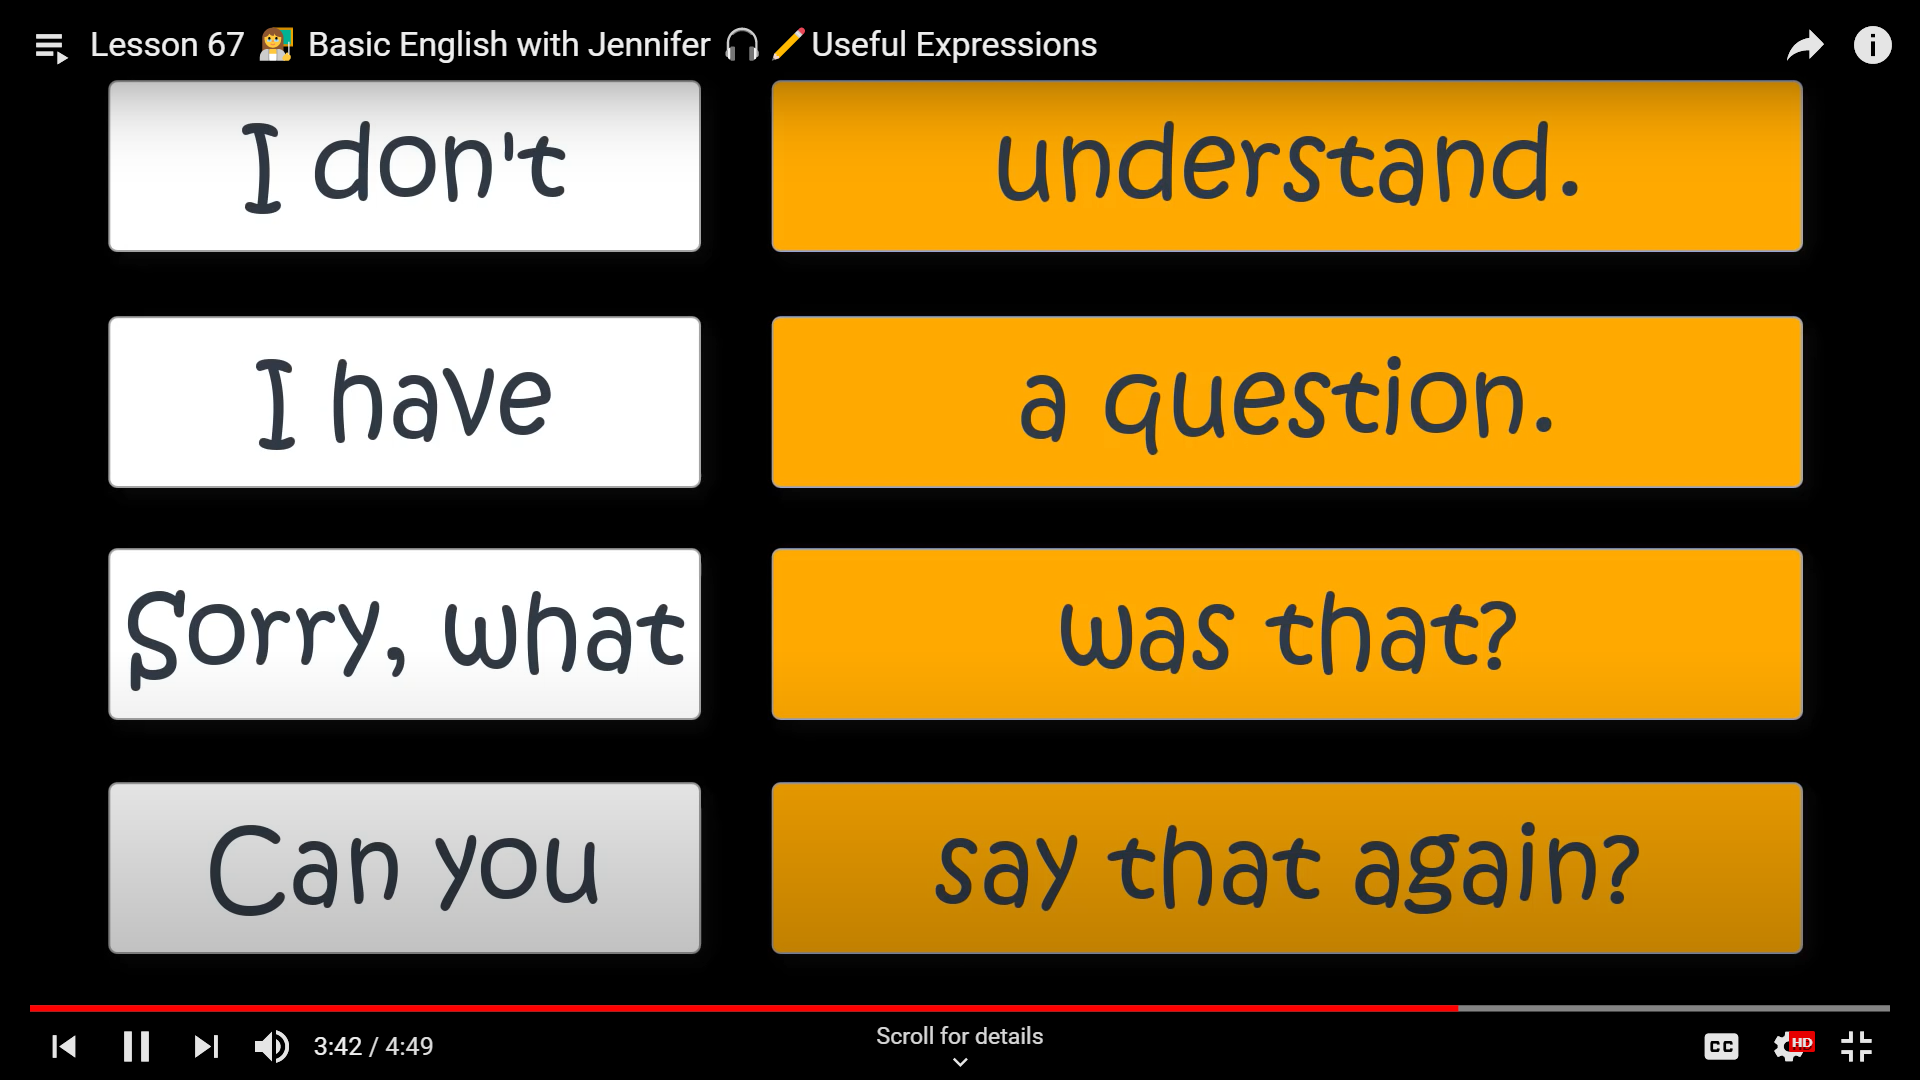 Lesson 67 👩‍🏫 Basic English with Jennifer 🎧 ✏️Useful Expressions
I don't understand.
I have a question.
Sorry, what was that?
Can you say that again?
3:42 / 4:49
Scroll for details
CC
HD